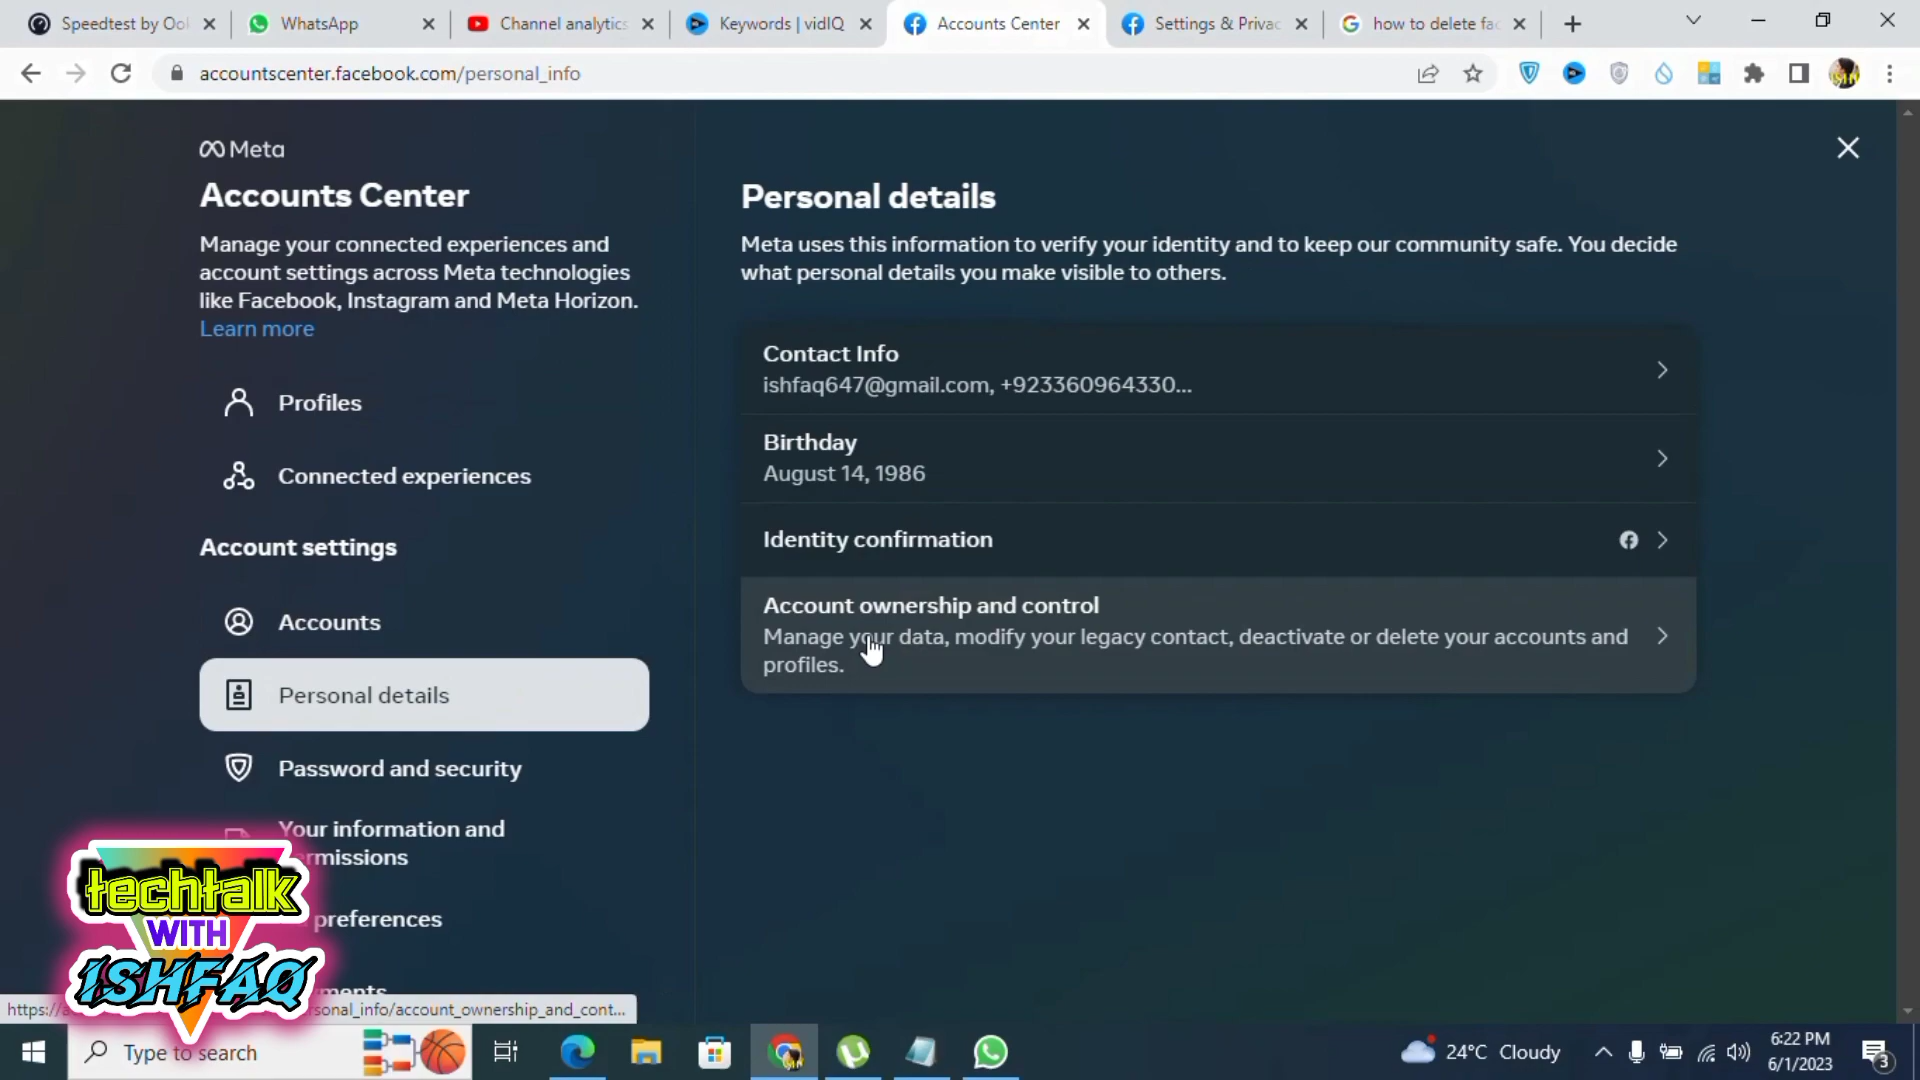 Speedtest by Ool
WhatsApp
Channel analytics
Keywords | vidIQ
Accounts Center
Settings & Privac
how to delete fac
accountscenter.facebook.com/personal_info
Meta
Accounts Center
Manage your connected experiences and
account settings across Meta technologies
like Facebook, Instagram and Meta Horizon.
Learn more
Profiles
Connected experiences
Account settings
Accounts
Personal details
Password and security
Your information and
rmissions
preferences
Personal details
Meta uses this information to verify your identity and to keep our community safe. You decide
what personal details you make visible to others.
Contact Info
ishfaq647@gmail.com, +923360964330...
Birthday
August 14, 1986
Identity confirmation
Account ownership and control
Manage your data, modify your legacy contact, deactivate or delete your accounts and
profiles.
techtalk
WITH
ISHFAQ
https://a
rsonal_info/account_ownership_and_cont...
Type to search
24°C Cloudy
6:22 PM
6/1/2023
3